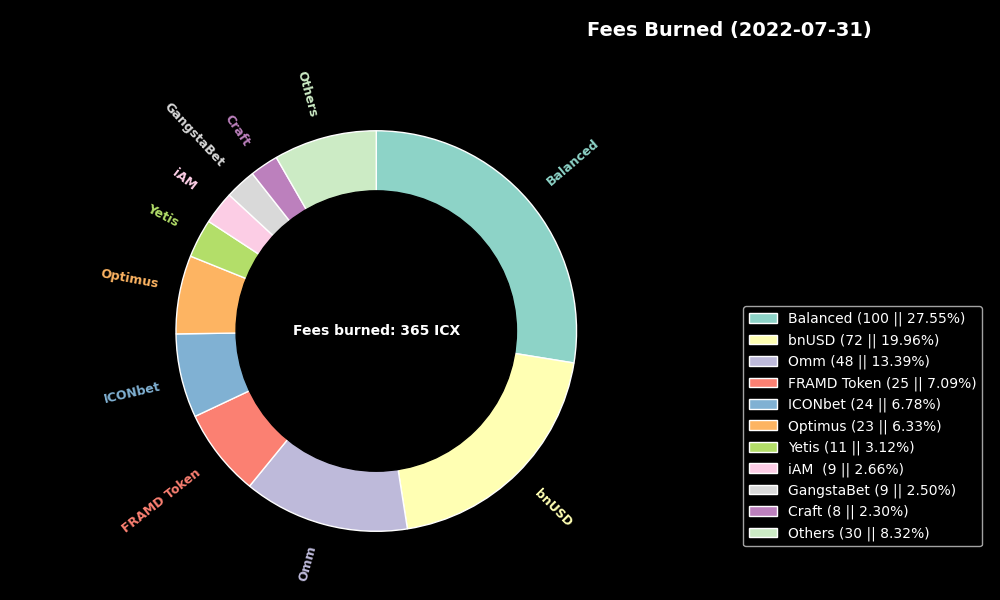 Fees Burned (2022-07-31)
Others
Craft
GangstaBet
iAM
Yetis
Optimus
ICONbet
FRAMD Token
Omm
bnUSD
Balanced
Fees burned: 365 ICX
Balanced (100 || 27.55%)
bnUSD (72 || 19.96%)
Omm (48 || 13.39%)
FRAMD Token (25 || 7.09%)
ICONbet (24 || 6.78%)
Optimus (23 || 6.33%)
Yetis (11 || 3.12%)
iAM  (9 || 2.66%)
GangstaBet (9 || 2.50%)
Craft (8 || 2.30%)
Others (30 || 8.32%)